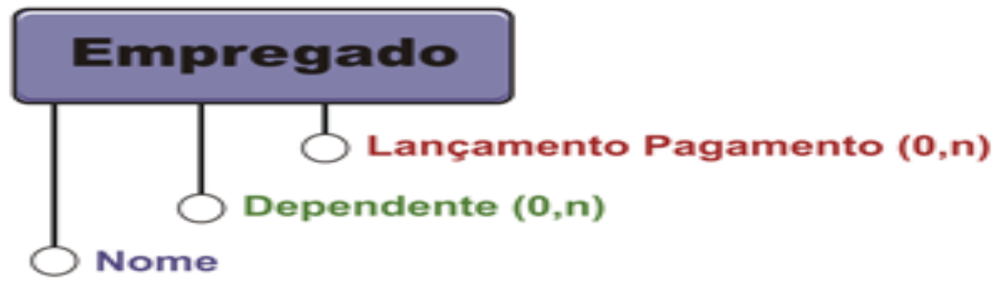 Empregado
Lançamento Pagamento (0,n)
Dependente (0,n)
Nome